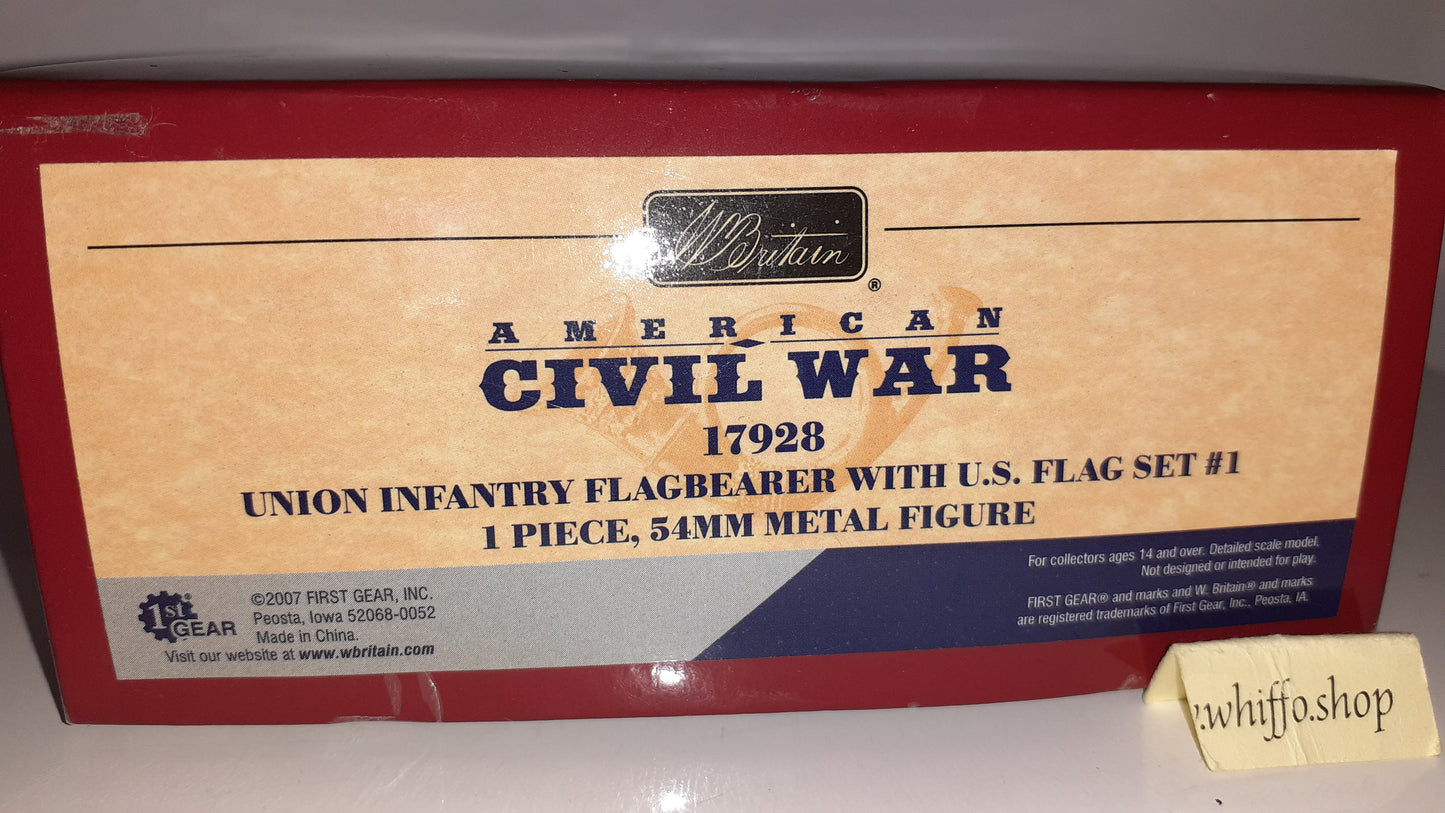 W. Britain
®
AMERICAN
CIVIL WAR
17928
UNION INFANTRY FLAGBEARER WITH U.S. FLAG SET #1
1 PIECE, 54MM METAL FIGURE
1st GEAR®
©2007 FIRST GEAR, INC.
Peosta, Iowa 52068-0052
Made in China.
Visit our website at www.wbritain.com
For collectors ages 14 and over. Detailed scale model.
Not designed or intended for play.
FIRST GEAR® and marks and W. Britain® and marks
are registered trademarks of First Gear, Inc., Peosta, IA.
.whiffo.shop